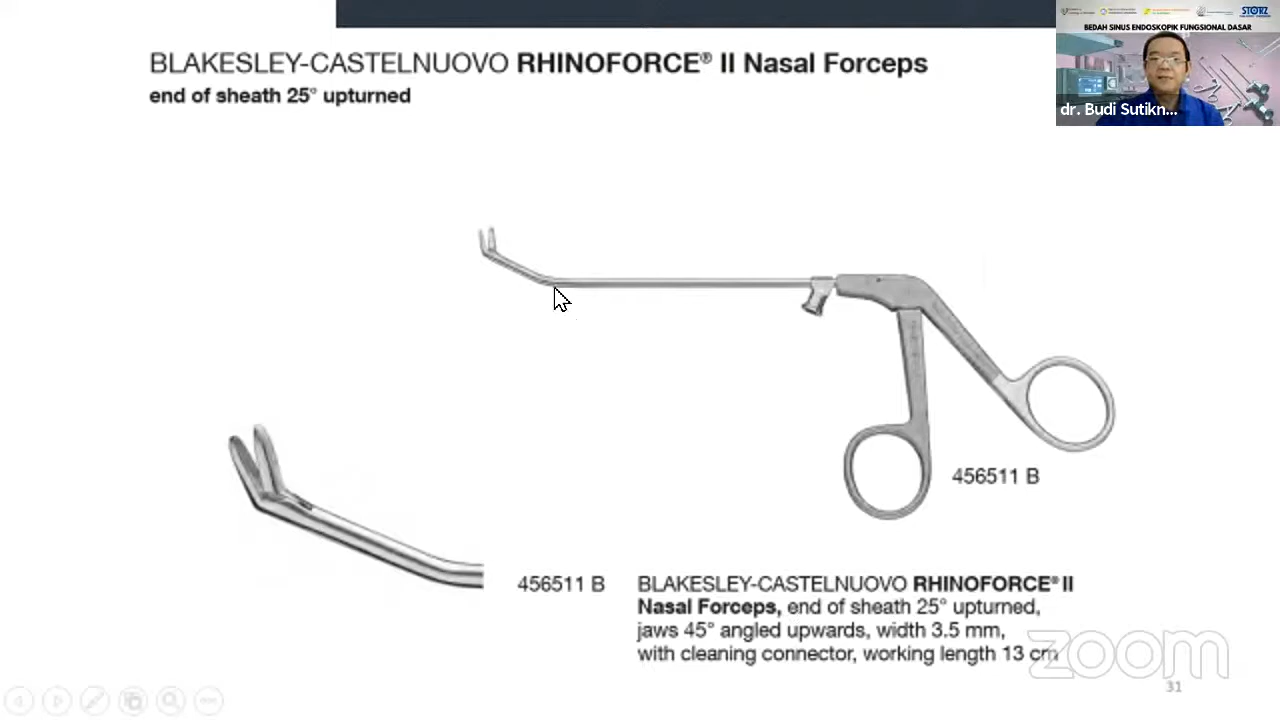 BLAKESLEY-CASTELNUOVO RHINOFORCE® II Nasal Forceps
end of sheath 25° upturned
STORZ
BEDAH SINUS ENDOSKOPIK FUNGSIONAL DASAR
dr. Budi Sutikn...
456511 B
456511 B
BLAKESLEY-CASTELNUOVO RHINOFORCE® II
Nasal Forceps, end of sheath 25° upturned,
jaws 45° angled upwards, width 3.5 mm,
with cleaning connector, working length 13 cm
zoom
31